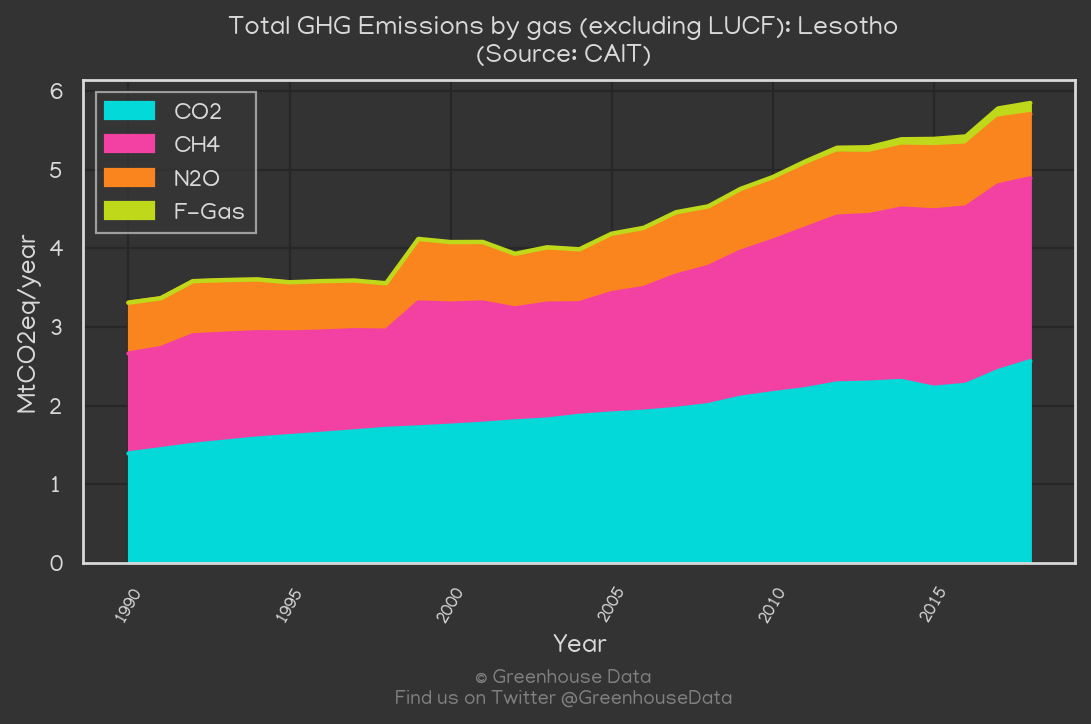 Total GHG Emissions by gas (excluding LUCF): Lesotho
(Source: CAIT)
6
5
4
3
2
1
0
MtCO2eq/year
CO2
CH4
N2O
F-Gas
1990
1995
2000
2005
2010
2015
Year
© Greenhouse Data
Find us on Twitter @GreenhouseData